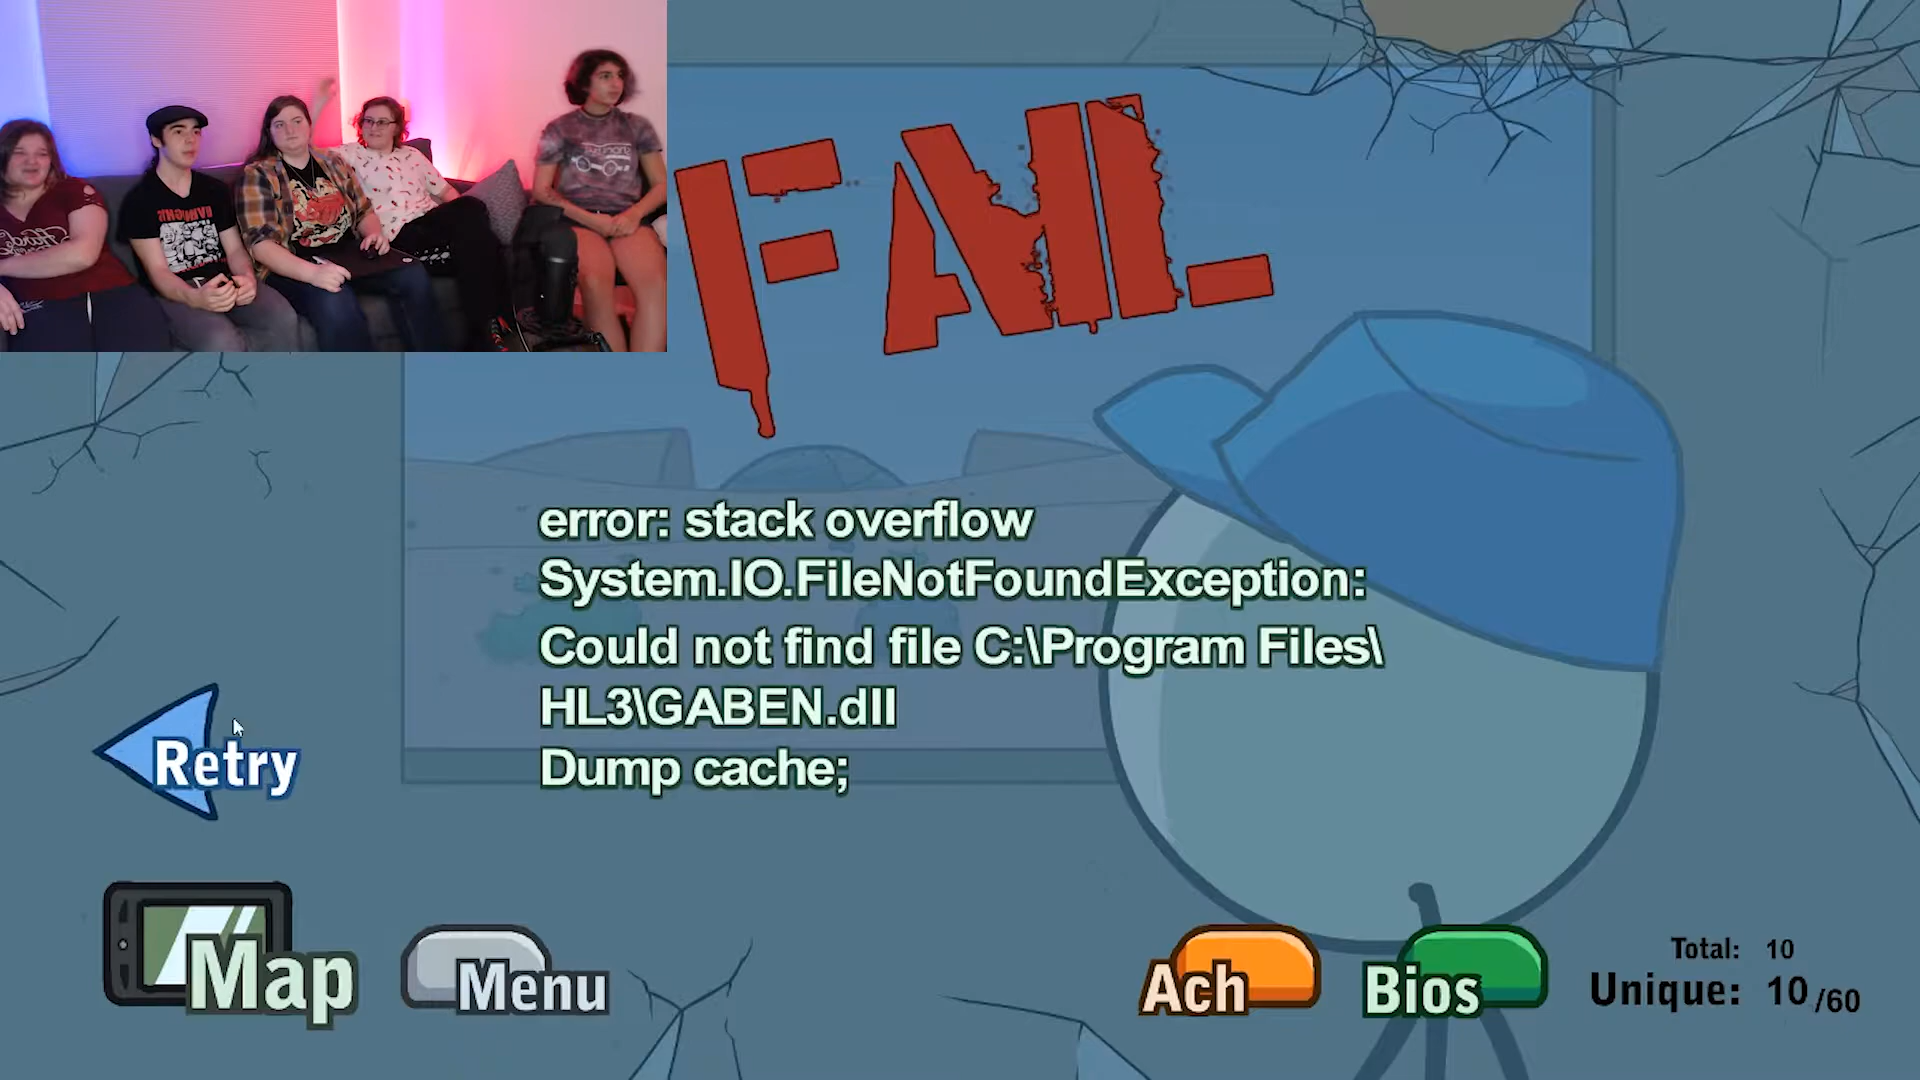 FAIL
error: stack overflow
System.IO.FileNotFoundException:
Could not find file C:\Program Files\
HL3\GABEN.dll
Dump cache;
Retry
Map
Menu
Ach
Bios
Total: 10
Unique: 10/60